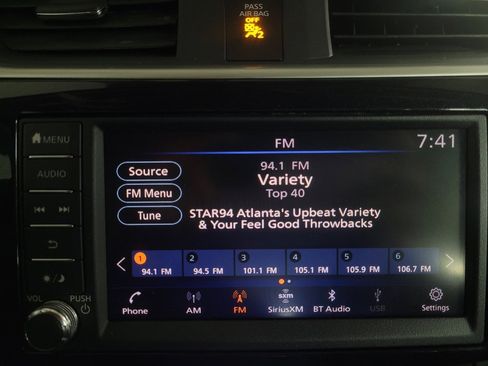 PASS
AIR BAG
OFF
2
MENU
FM
7:41
AUDIO
Source
94.1 FM
Variety
FM Menu
Top 40
Tune
STAR94 Atlanta's Upbeat Variety
& Your Feel Good Throwbacks
1 2 3 4 5 6
94.1 FM 94.5 FM 101.1 FM 105.1 FM 105.9 FM 106.7 FM
VOL PUSH
Phone AM FM sxm SiriusXM BT Audio USB Settings